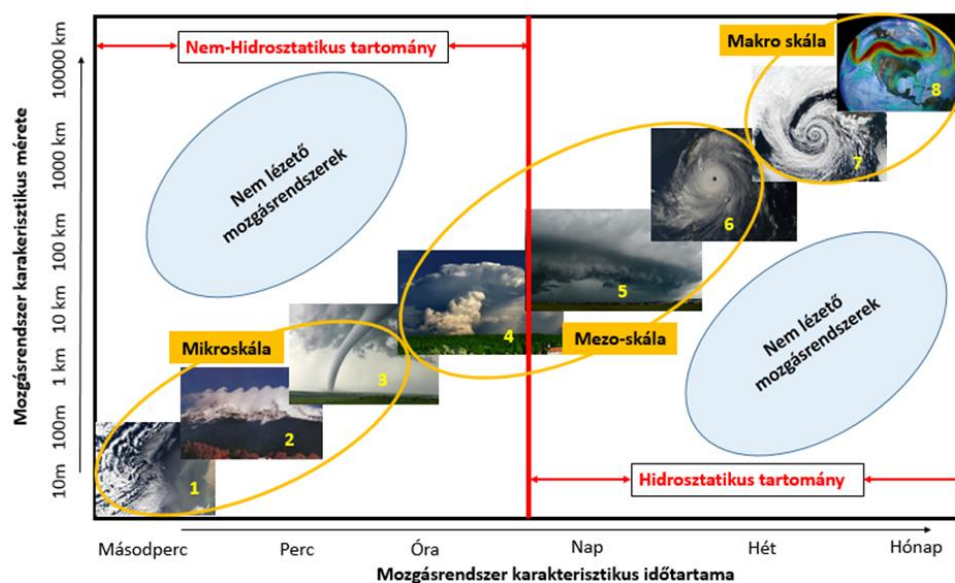 Nem-Hidrosztatikus tartomány
Makro skála
8
7
Nem lézető
mozgásrendszerek
6
5
Mezo-skála
4
Mikroskála
3
2
1
Nem lézető
mozgásrendszerek
Hidrosztatikus tartomány
Mozgásrendszer karakerisztikus mérete
10m
100m
1 km
10 km
100 km
1000 km
10000 km
Másodperc
Perc
Óra
Nap
Hét
Hónap
Mozgásrendszer karakterisztikus időtartama